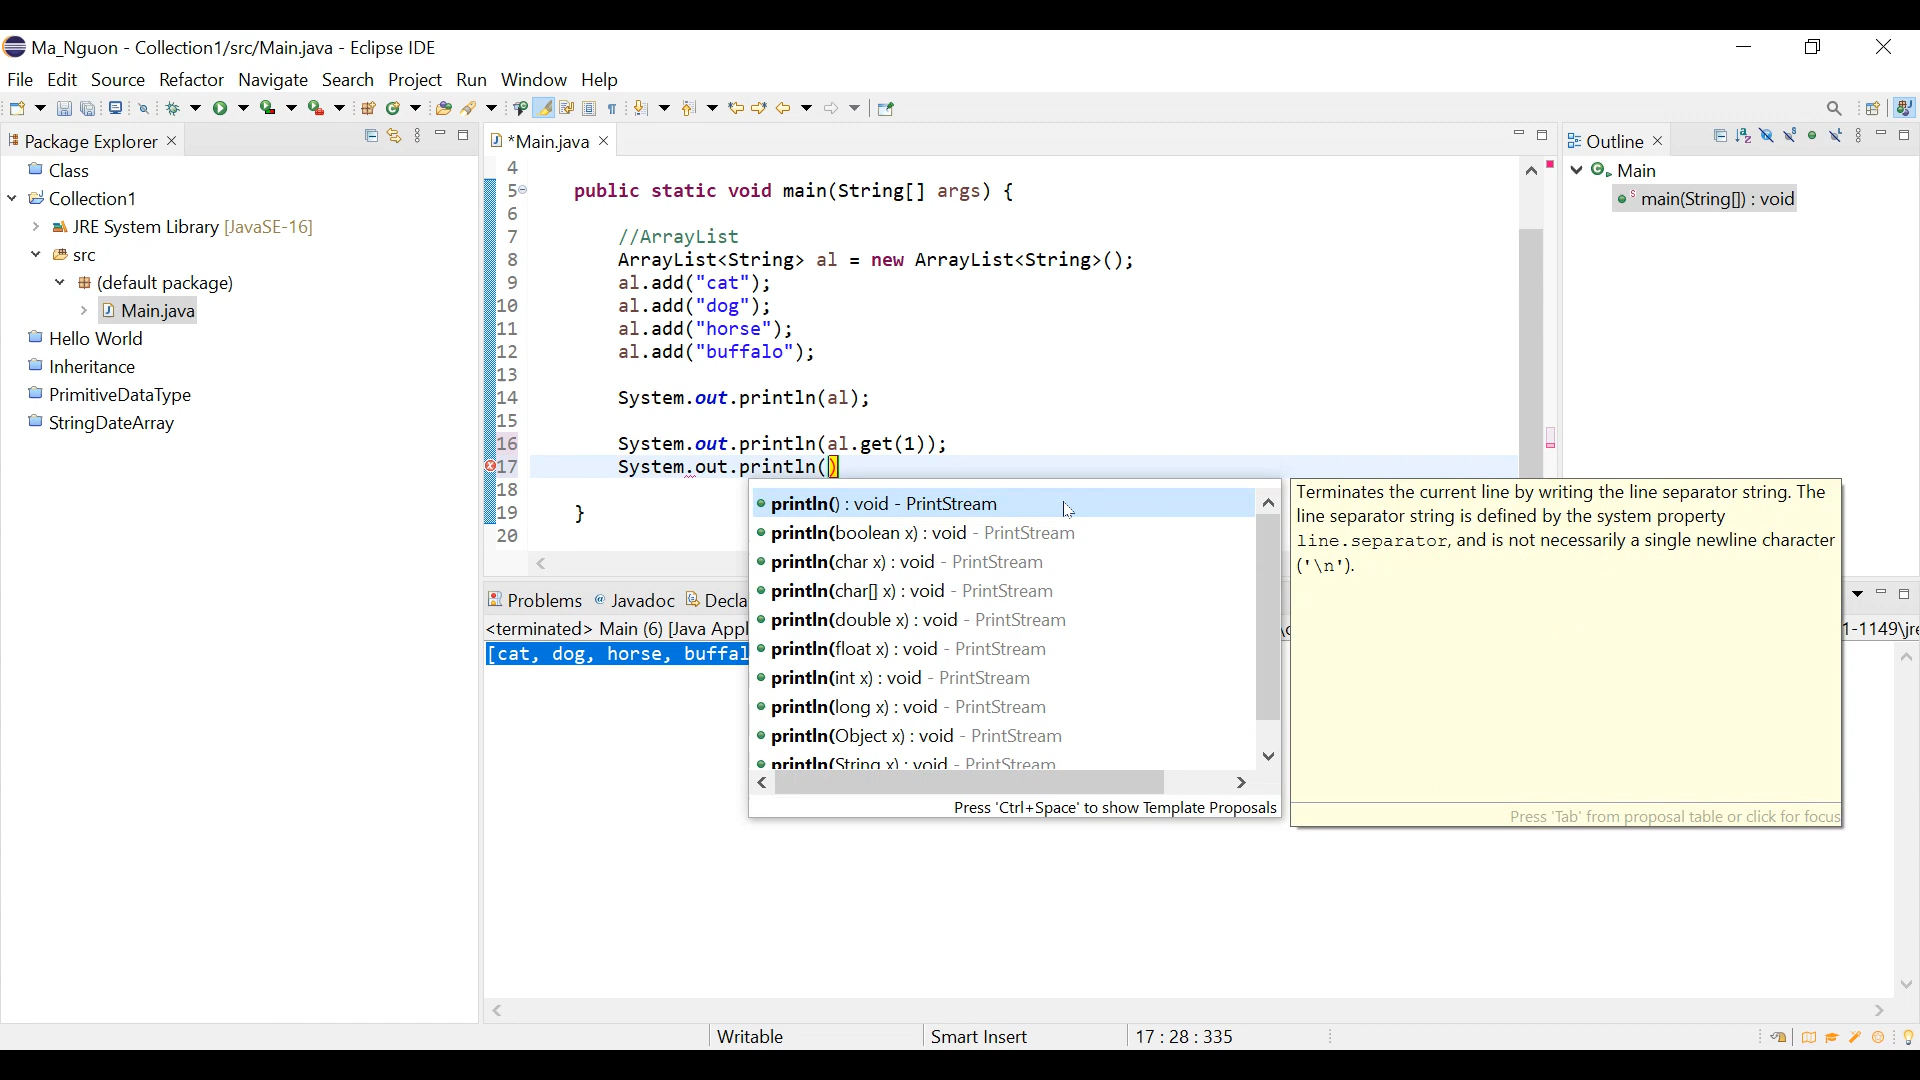 Ma_Nguon - Collection1/src/Main.java - Eclipse IDE
File Edit Source Refactor Navigate Search Project Run Window Help
Package Explorer
*Main.java
Outline
Class
Collection1
JRE System Library [JavaSE-16]
src
(default package)
Main.java
Hello World
Inheritance
PrimitiveDataType
StringDateArray
4
5 public static void main(String[] args) {
6
7 //ArrayList
8 ArrayList<String> al = new ArrayList<String>();
9 al.add("cat");
10 al.add("dog");
11 al.add("horse");
12 al.add("buffalo");
13
14 System.out.println(al);
15
16 System.out.println(al.get(1));
17 System.out.println()
18
19 }
20
Main
main(String[]) : void
println() : void - PrintStream
println(boolean x) : void - PrintStream
println(char x) : void - PrintStream
println(char[] x) : void - PrintStream
println(double x) : void - PrintStream
println(float x) : void - PrintStream
println(int x) : void - PrintStream
println(long x) : void - PrintStream
println(Object x) : void - PrintStream
println(String x) : void - PrintStream
Press 'Ctrl+Space' to show Template Proposals
Terminates the current line by writing the line separator string. The
line separator string is defined by the system property
line.separator, and is not necessarily a single newline character
('\n').
Press 'Tab' from proposal table or click for focus
Problems Javadoc Decla
<terminated> Main (6) [Java Appl
1-1149\jre
[cat, dog, horse, buffal
Writable Smart Insert 17 : 28 : 335